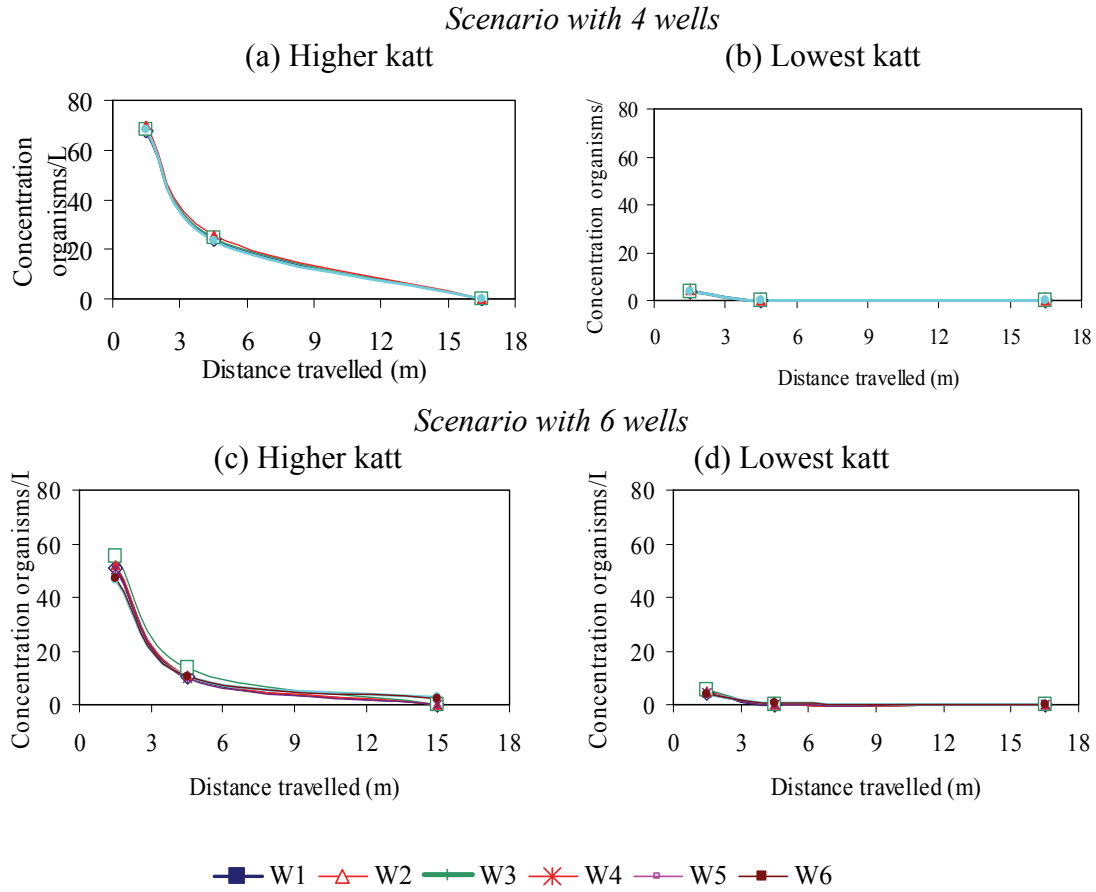 Scenario with 4 wells
(a) Higher katt
(b) Lowest katt
Concentration
organisms/L
80
60
40
20
0
0 3 6 9 12 15 18
Distance travelled (m)
Concentration organisms/
80
60
40
20
0
0 3 6 9 12 15 18
Distance travelled (m)
Scenario with 6 wells
(c) Higher katt
(d) Lowest katt
Concentration organisms/L
80
60
40
20
0
0 3 6 9 12 15 18
Distance travelled (m)
Concentration organisms/L
80
60
40
20
0
0 3 6 9 12 15 18
Distance travelled (m)
W1 W2 W3 W4 W5 W6